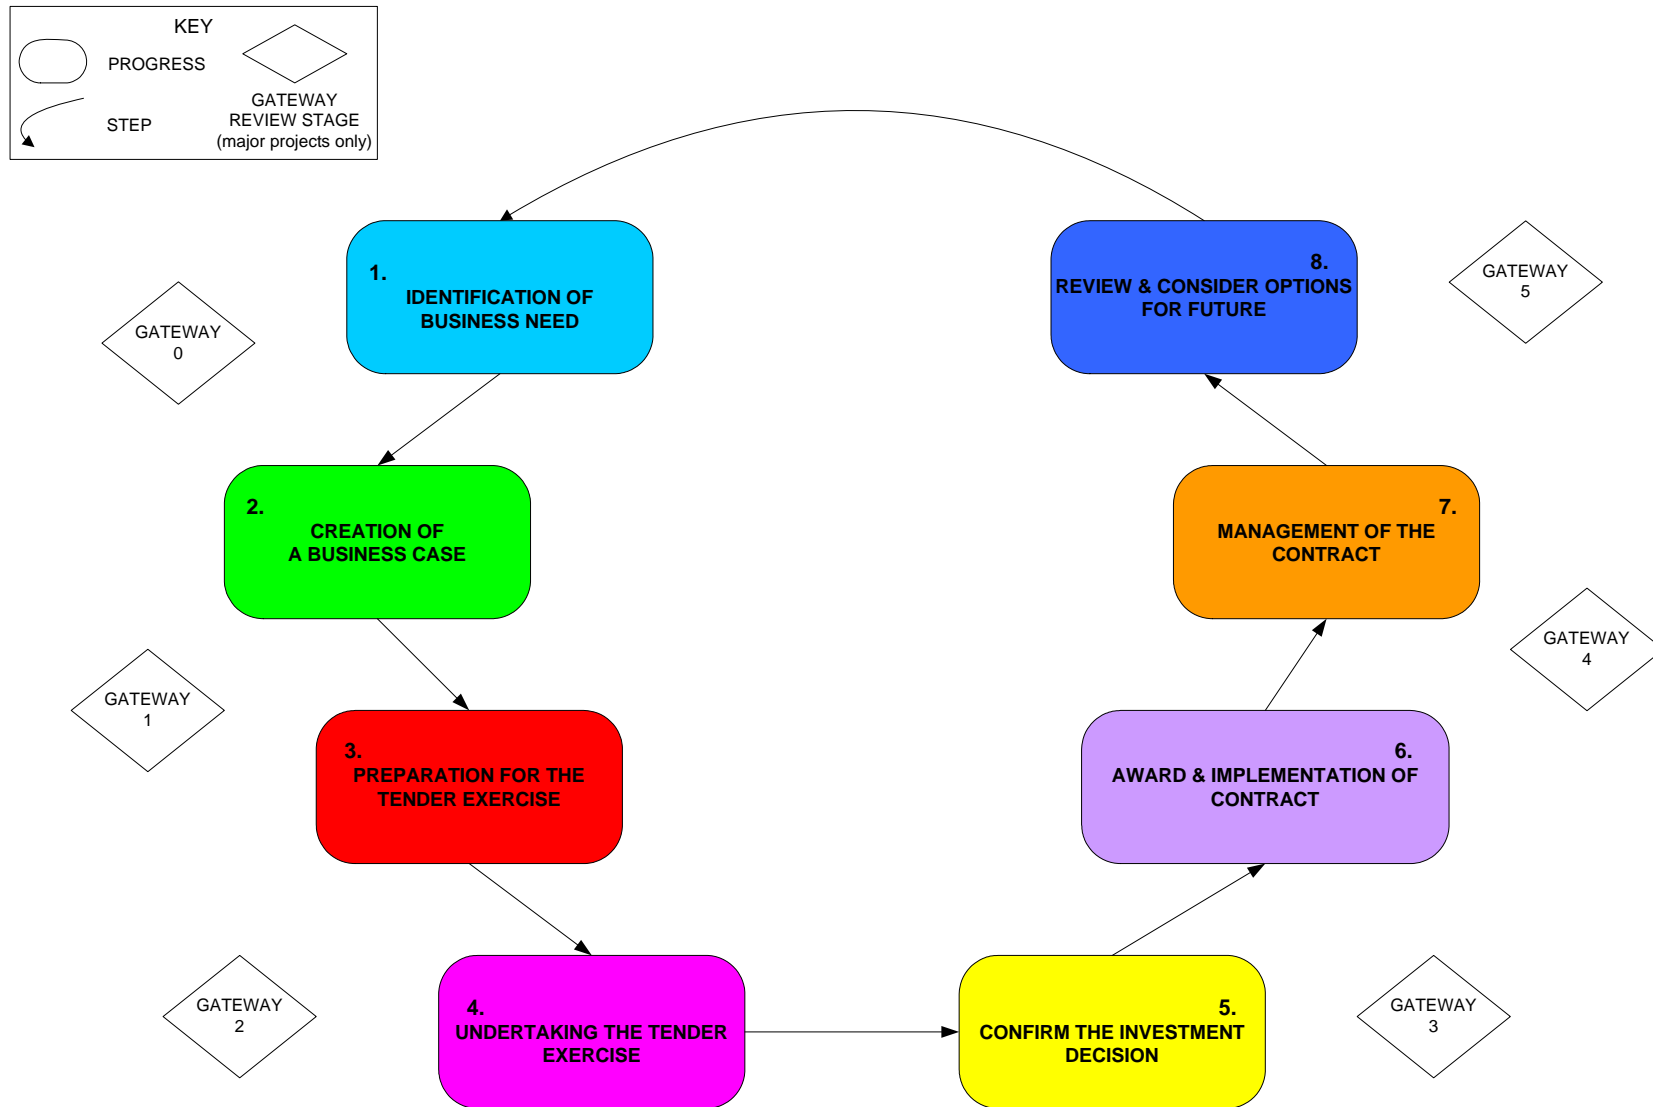 KEY
PROGRESS
STEP
GATEWAY
REVIEW STAGE
(major projects only)
1.
IDENTIFICATION OF
BUSINESS NEED
8.
REVIEW & CONSIDER OPTIONS
FOR FUTURE
GATEWAY
5
GATEWAY
0
2.
CREATION OF
A BUSINESS CASE
7.
MANAGEMENT OF THE
CONTRACT
GATEWAY
4
GATEWAY
1
3.
PREPARATION FOR THE
TENDER EXERCISE
6.
AWARD & IMPLEMENTATION OF
CONTRACT
GATEWAY
2
4.
UNDERTAKING THE TENDER
EXERCISE
5.
CONFIRM THE INVESTMENT
DECISION
GATEWAY
3